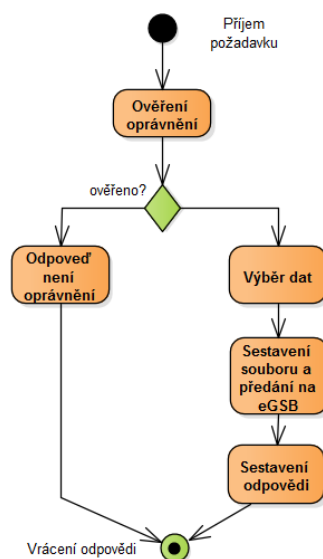 Příjem
požadavku
Ověření
oprávnění
ověřeno?
Odpoveď
není
oprávnění
Výběr dat
Sestavení
souboru a
předání na
eGSB
Sestavení
odpovědi
Vrácení odpovědi